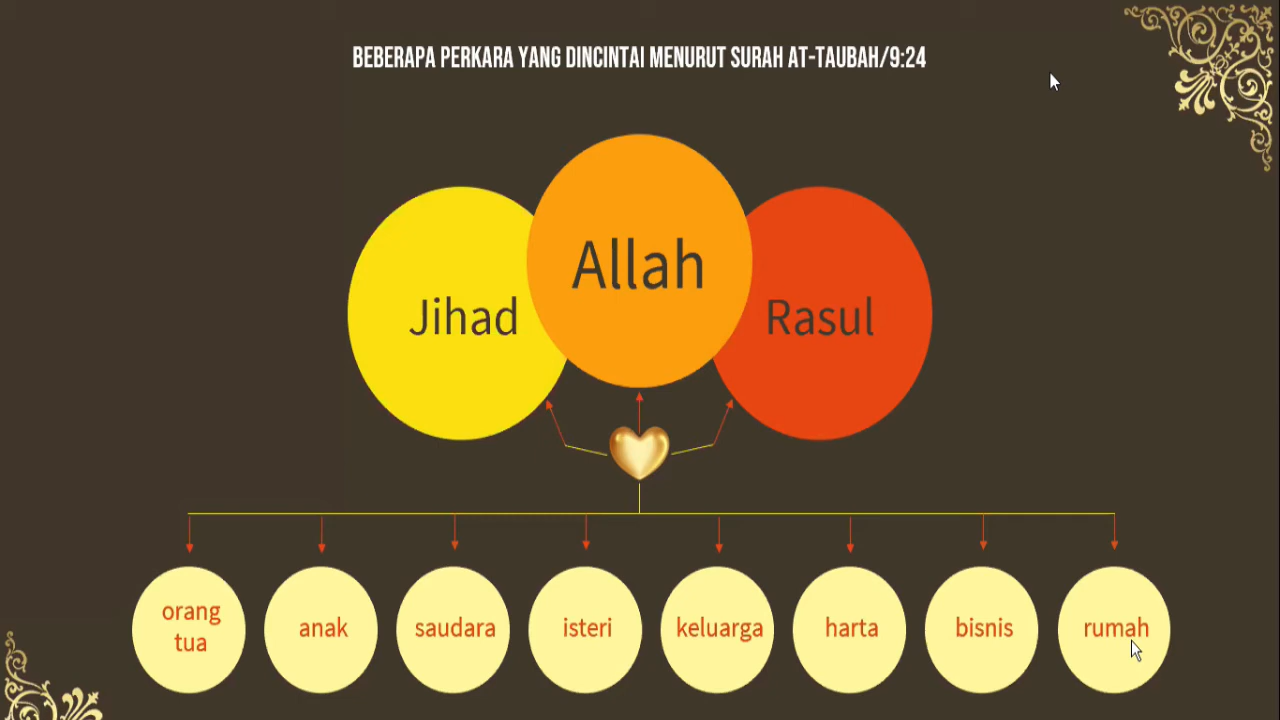 BEBERAPA PERKARA YANG DINCINTAI MENURUT SURAH AT-TAUBAH/9:24
Allah
Jihad
Rasul
orang
tua
anak
saudara
isteri
keluarga
harta
bisnis
rumah